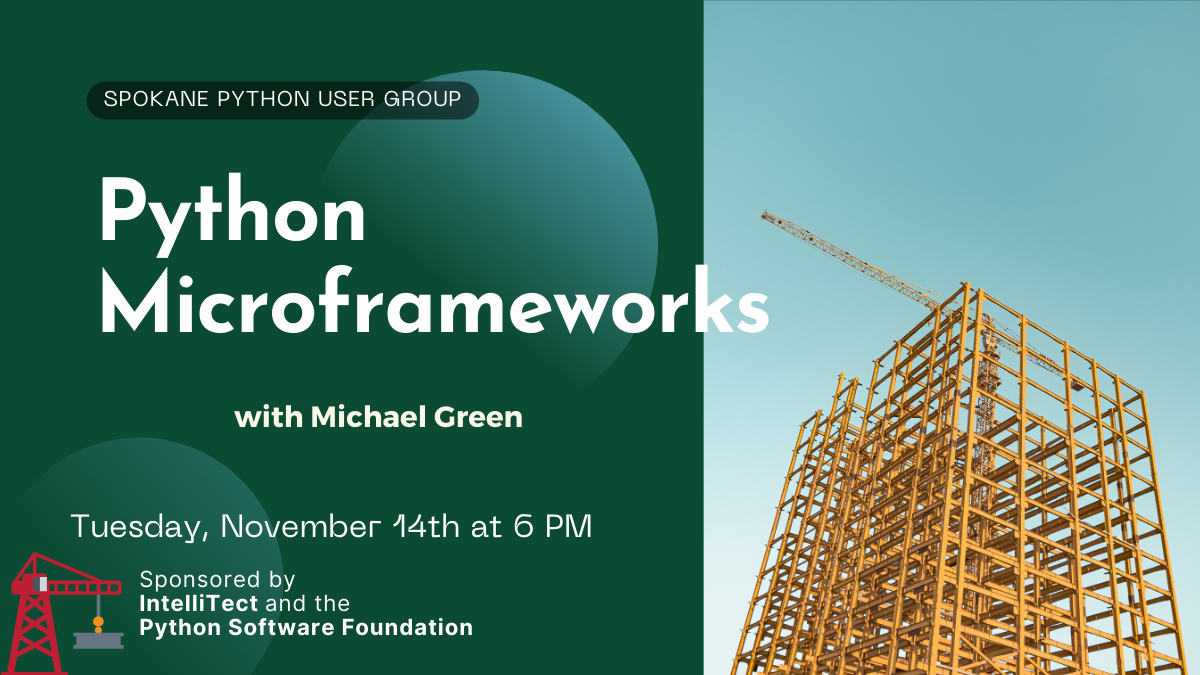 SPOKANE PYTHON USER GROUP
Python
Microframeworks
with Michael Green
Tuesday, November 14th at 6 PM
Sponsored by
IntelliTect and the
Python Software Foundation